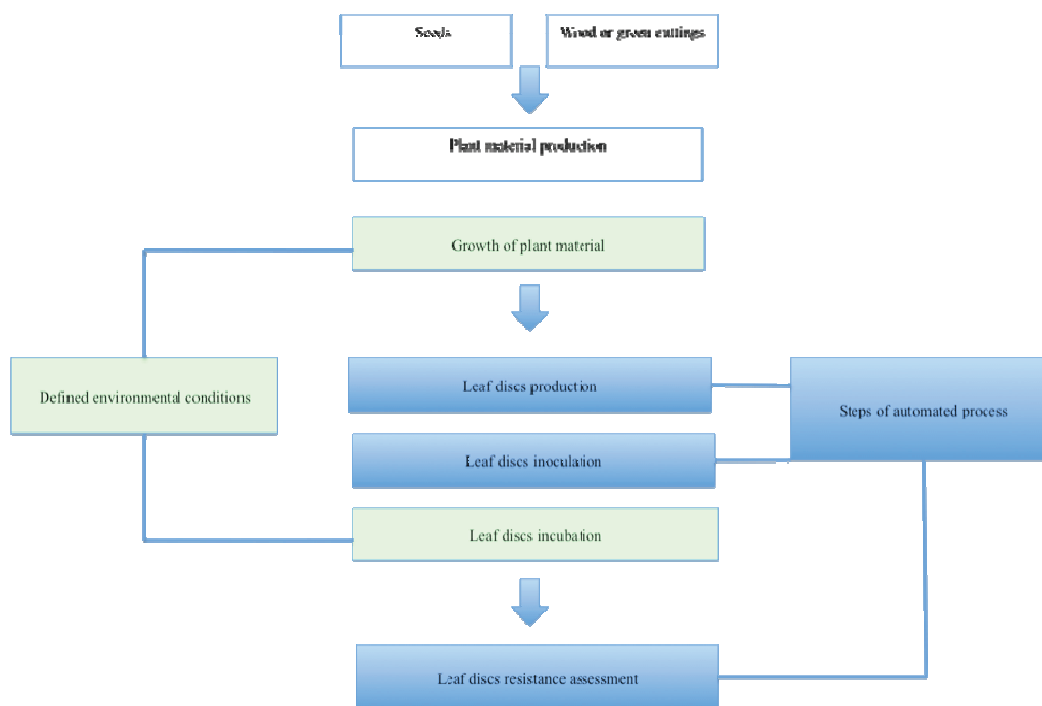 Seeds
Wood or green cuttings
Plant material production
Growth of plant material
Defined environmental conditions
Leaf discs production
Steps of automated process
Leaf discs inoculation
Leaf discs incubation
Leaf discs resistance assessment